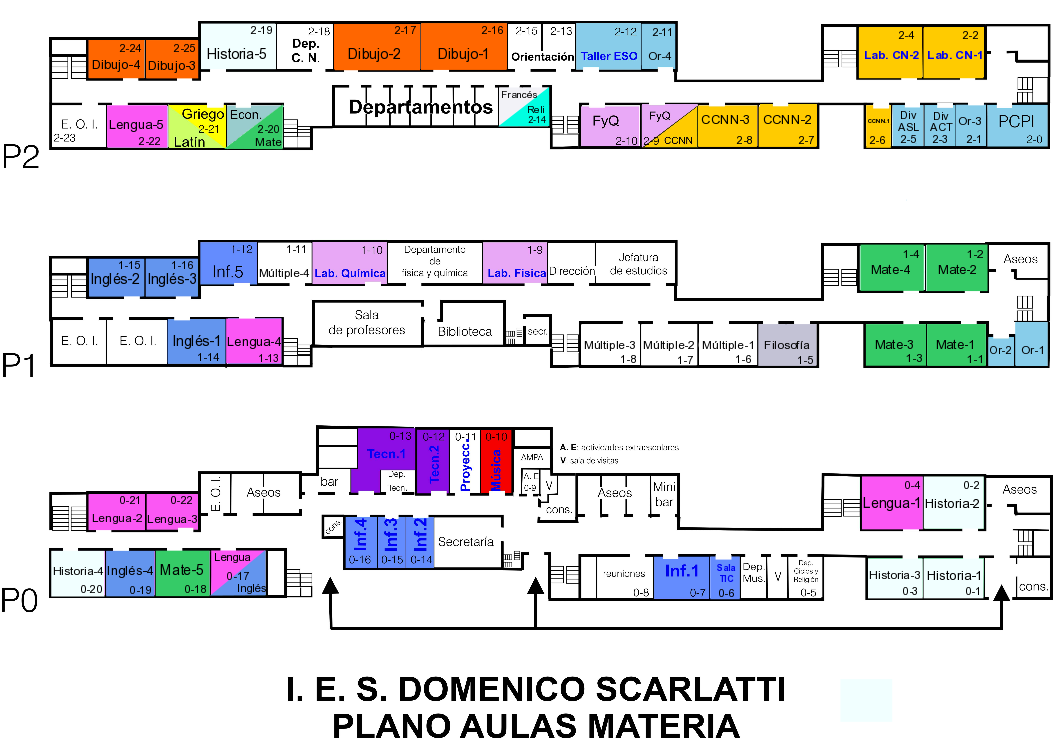 P2
2-24
Dibujo-4
2-25
Dibujo-3
2-19
Historia-5
2-18
Dep.
C. N.
2-17
Dibujo-2
2-16
Dibujo-1
2-15
2-13
Orientación
2-12
Taller ESO
2-11
Or-4
2-4
Lab. CN-2
2-2
Lab. CN-1
E. O. I.
2-23
Lengua-5
2-22
Griego
2-21
Latín
Econ.
2-20
Mate
Departamentos
Francés
Reli
2-14
FyQ
2-10
FyQ
2-9
CCNN
CCNN-3
2-8
CCNN-2
2-7
CCNN.1
2-6
Div
ASL
2-5
Div
ACT
2-3
Or-3
2-1
PCPI
2-0
P1
1-15
Inglés-2
1-16
Inglés-3
1-12
Inf.5
1-11
Múltiple-4
1-10
Lab. Química
Departamento
de
física y química
1-9
Lab. Física
Dirección
Jefatura
de estudios
1-4
Mate-4
1-2
Mate-2
Aseos
E. O. I.
E. O. I.
Inglés-1
1-14
Lengua-4
1-13
Sala
de profesores
Biblioteca
secr.
Múltiple-3
1-8
Múltiple-2
1-7
Múltiple-1
1-6
Filosofía
1-5
Mate-3
1-3
Mate-1
1-1
Or-2
Or-1
P0
0-21
Lengua-2
0-22
Lengua-3
E. O. I.
Aseos
bar
0-13
Tecn.1
Dep.
Tecn.
0-12
Tecn.2
0-11
Proyecc.
0-10
Música
AMPA
A. E
0-9
V
cons.
A. E: actividades extraescolares
V sala de visitas
Aseos
Mini
bar
0-4
Lengua-1
0-2
Historia-2
Aseos
Historia-4
0-20
Inglés-4
0-19
Mate-5
0-18
Lengua
0-17
Inglés
cons.
Inf.4
0-16
Inf.3
0-15
Inf.2
0-14
Secretaría
reuniones
0-8
Inf.1
0-7
Sala
TIC
0-6
Dep.
Mus.
V
Dep.
Religión
0-5
Historia-3
0-3
Historia-1
0-1
cons.
I. E. S. DOMENICO SCARLATTI
PLANO AULAS MATERIA